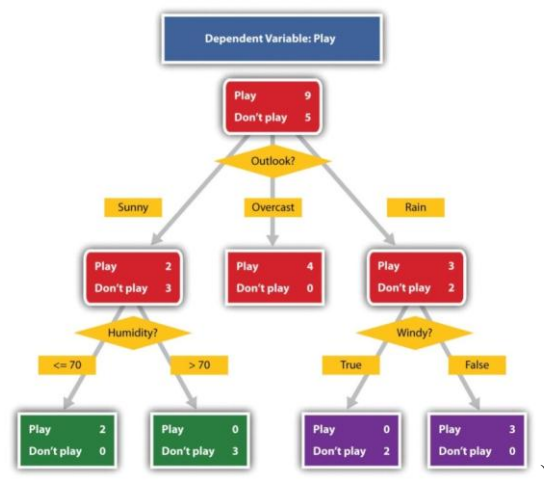 Dependent Variable: Play
Play 9
Don't play 5
Outlook?
Sunny
Overcast
Rain
Play 2
Don't play 3
Play 4
Don't play 0
Play 3
Don't play 2
Humidity?
Windy?
<= 70
> 70
True
False
Play 2
Don't play 0
Play 0
Don't play 3
Play 0
Don't play 2
Play 3
Don't play 0